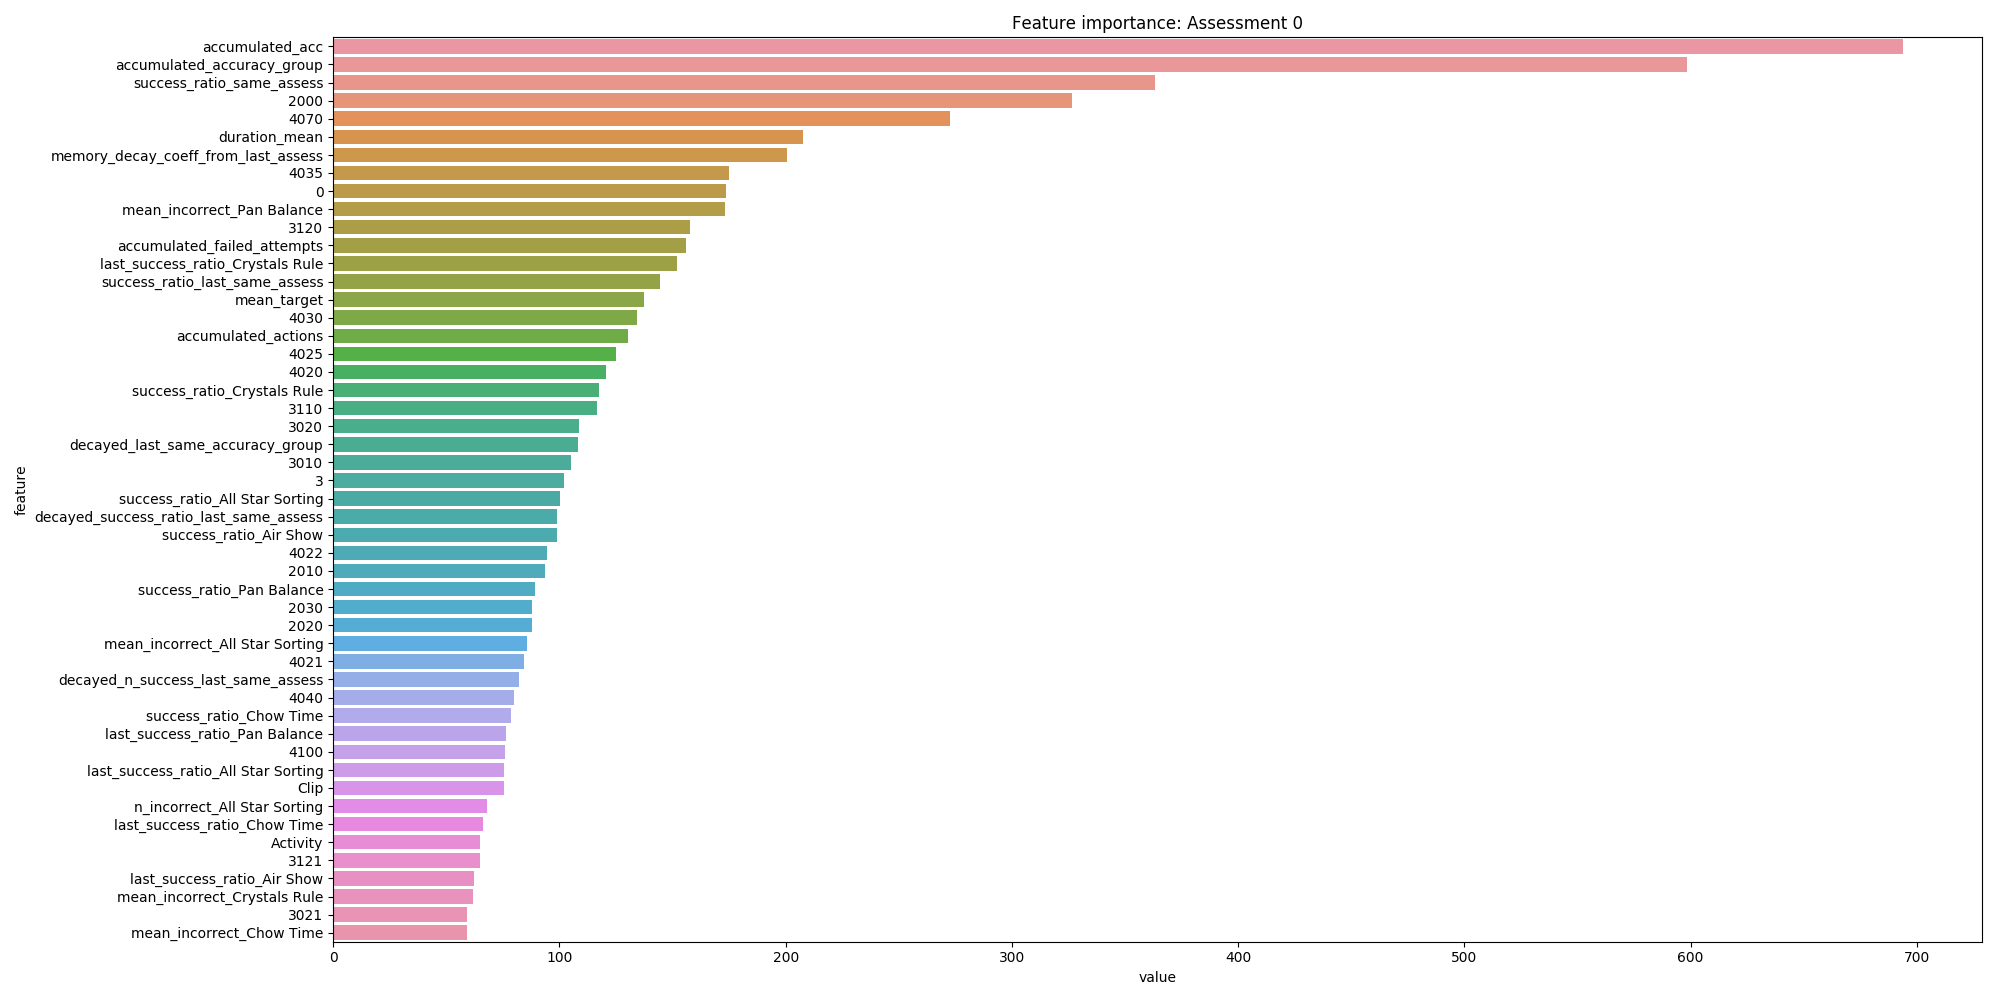 Feature importance: Assessment 0
accumulated_acc
accumulated_accuracy_group
success_ratio_same_assess
2000
4070
duration_mean
memory_decay_coeff_from_last_assess
4035
0
mean_incorrect_Pan Balance
3120
accumulated_failed_attempts
last_success_ratio_Crystals Rule
success_ratio_last_same_assess
mean_target
4030
accumulated_actions
4025
4020
success_ratio_Crystals Rule
3110
3020
decayed_last_same_accuracy_group
3010
3
success_ratio_All Star Sorting
decayed_success_ratio_last_same_assess
success_ratio_Air Show
4022
2010
success_ratio_Pan Balance
2030
2020
mean_incorrect_All Star Sorting
4021
decayed_n_success_last_same_assess
4040
success_ratio_Chow Time
last_success_ratio_Pan Balance
4100
last_success_ratio_All Star Sorting
Clip
n_incorrect_All Star Sorting
last_success_ratio_Chow Time
Activity
3121
last_success_ratio_Air Show
mean_incorrect_Crystals Rule
3021
mean_incorrect_Chow Time
feature
0 100 200 300 400 500 600 700
value